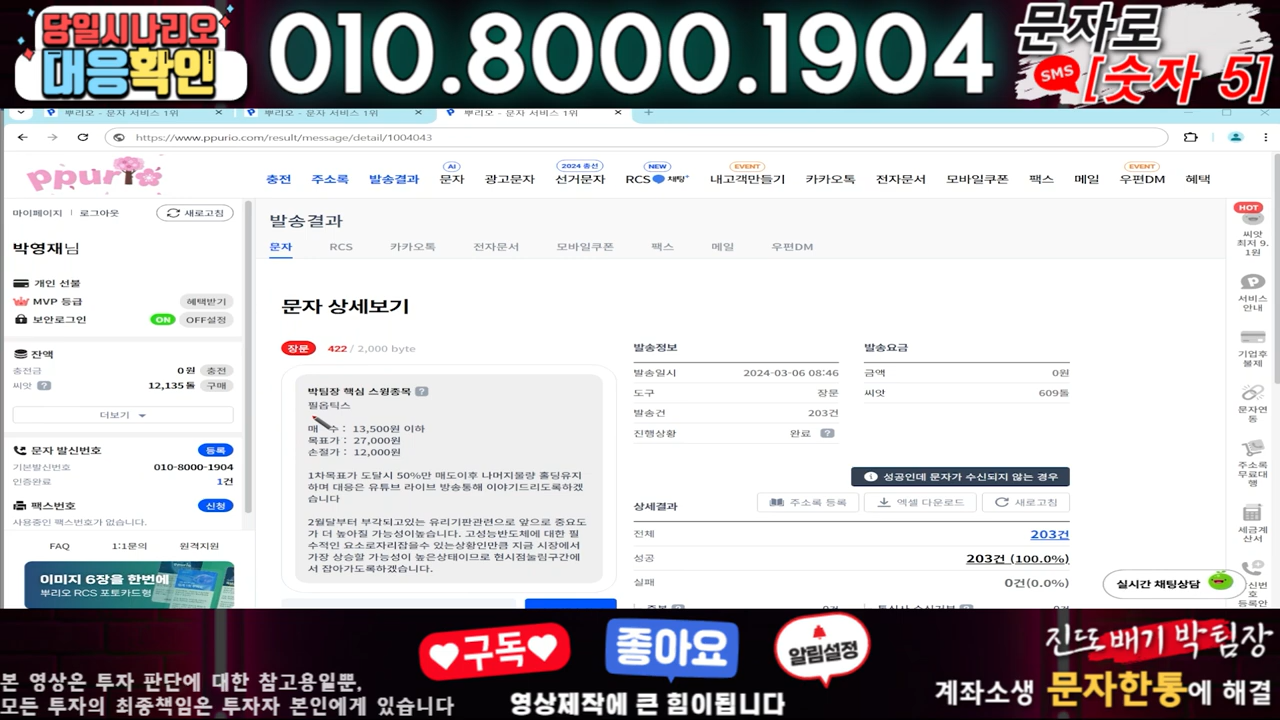 당일시나리오
대응확인
010.8000.1904
문자로
SMS [숫자 5]
뿌리오 - 문자 서비스 1위
뿌리오 - 문자 서비스 1위
뿌리오 - 문자 서비스 1위
https://www.ppurio.com/result/message/detail/1004043
ppurio
AI
2024 총선
NEW
EVENT
EVENT
충전 주소록 발송결과 문자 광고문자 선거문자 RCS 채팅+ 내고객만들기 카카오톡 전자문서 모바일쿠폰 팩스 메일 우편DM 혜택
마이페이지 | 로그아웃 새로고침
박영재님
개인 선불
MVP 등급 혜택받기
보안로그인 ON OFF설정
잔액
충전금 0원 충전
씨앗 ? 12,135톨 구매
더보기
문자 발신번호 등록
기본발신번호 010-8000-1904
인증완료 1건
팩스번호 신청
사용중인 팩스번호가 없습니다.
FAQ 1:1문의 원격지원
이미지 6장을 한번에
뿌리오 RCS 포토카드형
발송결과
문자 RCS 카카오톡 전자문서 모바일쿠폰 팩스 메일 우편DM
문자 상세보기
장문 422 / 2,000 byte
박팀장 핵심 스윙종목 ?
필옵틱스
매 수 : 13,500원 이하
목표가 : 27,000원
손절가 : 12,000원
1차목표가 도달시 50%만 매도이후 나머지물량 홀딩유지
하며 대응은 유튜브 라이브 방송통해 이야기드리도록하겠
습니다
2월달부터 부각되고있는 유리기판관련으로 앞으로 중요도
가 더 높아질 가능성이높습니다. 고성능반도체에 대한 필
수적인 요소로자리잡을수 있는상황인만큼 지금 시장에서
가장 상승할 가능성이 높은상태이므로 현시점눌림구간에
서 잡아가도록하겠습니다.
발송정보
발송일시 2024-03-06 08:46
도구 장문
발송건 203건
진행상황 완료 ?
발송요금
금액 0원
씨앗 609톨
성공인데 문자가 수신되지 않는 경우
상세결과 주소록 등록 엑셀 다운로드 새로고침
전체 203건
성공 203건 (100.0%)
실패 0건(0.0%)
HOT
씨앗
최저 9.
1원
서비스
안내
기업후
불제
문자연
동
주소록
무료대
행
세금계
산서
실시간 채팅상담
본 영상은 투자 판단에 대한 참고용일뿐,
모든 투자의 최종책임은 투자자 본인에게 있습니다
구독
좋아요
알림설정
영상제작에 큰 힘이됩니다
진또배기 박팀장
계좌소생 문자한통에 해결